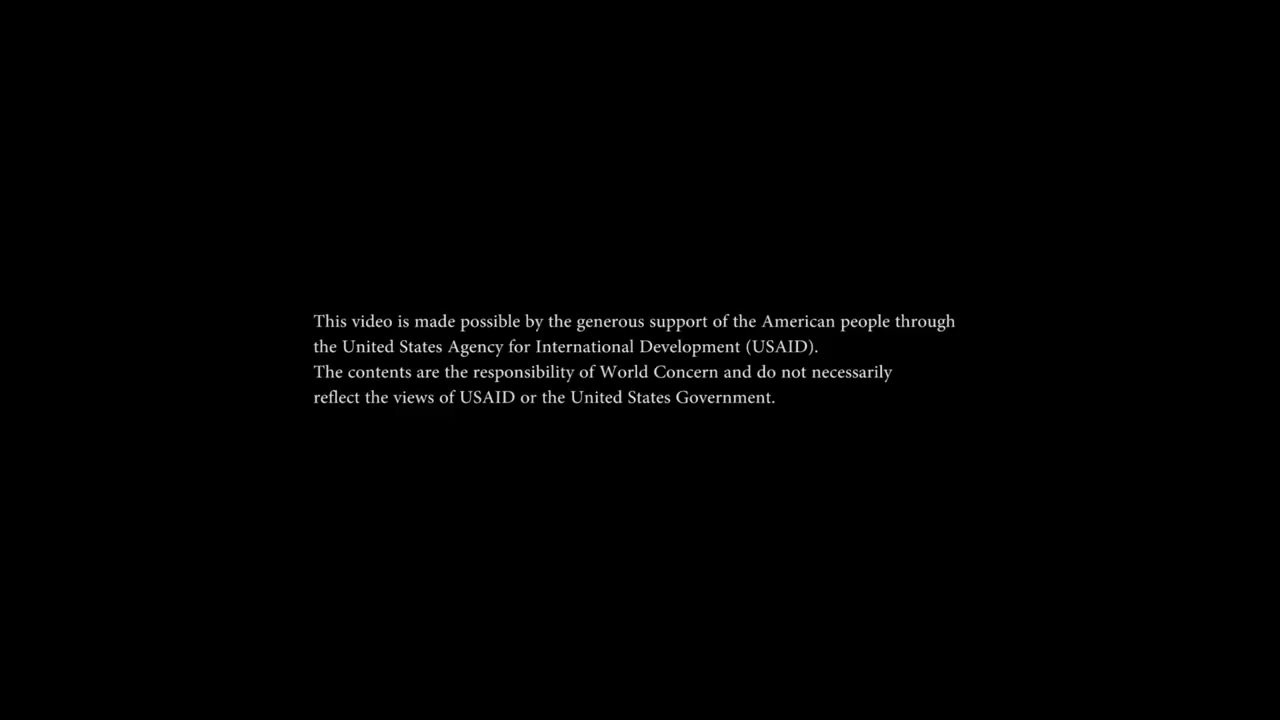 This video is made possible by the generous support of the American people through
the United States Agency for International Development (USAID).
The contents are the responsibility of World Concern and do not necessarily
reflect the views of USAID or the United States Government.